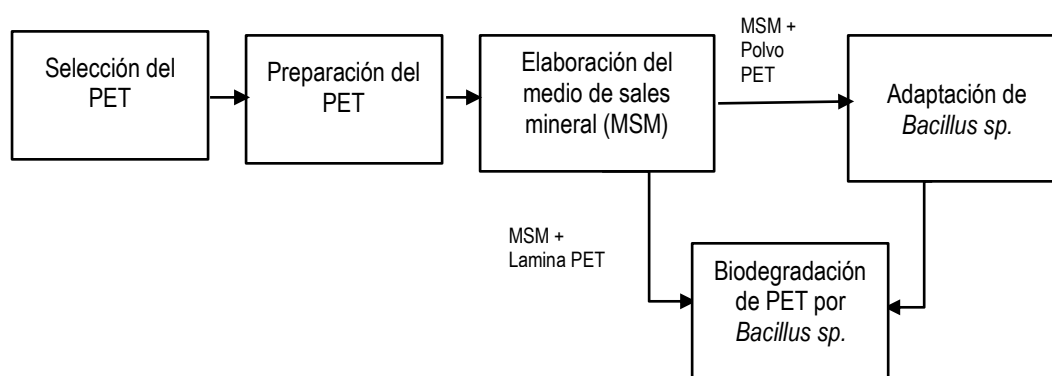 Selección del
PET
Preparación del
PET
Elaboración del
medio de sales
mineral (MSM)
MSM +
Polvo
PET
Adaptación de
Bacillus sp.
MSM +
Lamina PET
Biodegradación
de PET por
Bacillus sp.